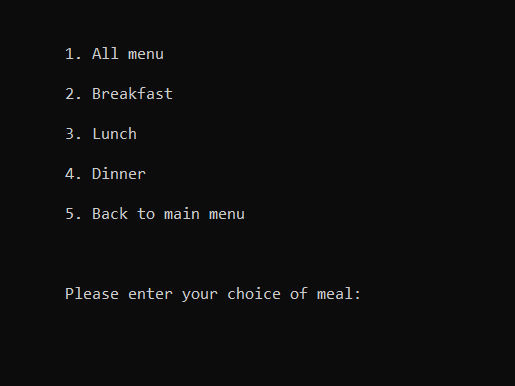 1. All menu
2. Breakfast
3. Lunch
4. Dinner
5. Back to main menu
Please enter your choice of meal: